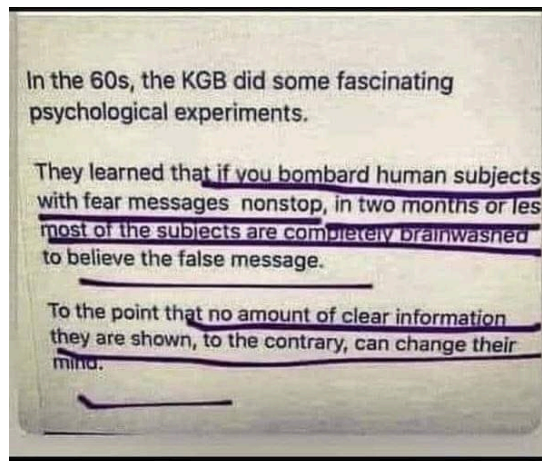 In the 60s, the KGB did some fascinating
psychological experiments.
They learned that if you bombard human subjects
with fear messages nonstop, in two months or les
most of the subjects are completely brainwashed
to believe the false message.
To the point that no amount of clear information
they are shown, to the contrary, can change their
mind.